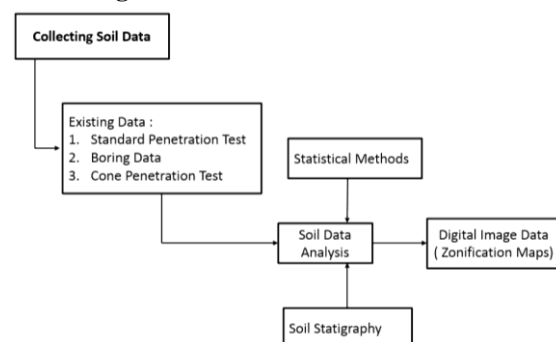 Collecting Soil Data
Existing Data :
1. Standard Penetration Test
2. Boring Data
3. Cone Penetration Test
Statistical Methods
Soil Data
Analysis
Digital Image Data
( Zonification Maps)
Soil Statigraphy